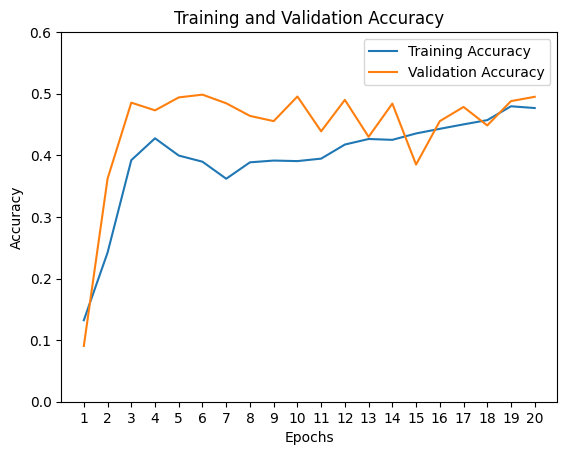 Training and Validation Accuracy
Training Accuracy
Validation Accuracy
Accuracy
0.6
0.5
0.4
0.3
0.2
0.1
0.0
1 2 3 4 5 6 7 8 9 10 11 12 13 14 15 16 17 18 19 20
Epochs